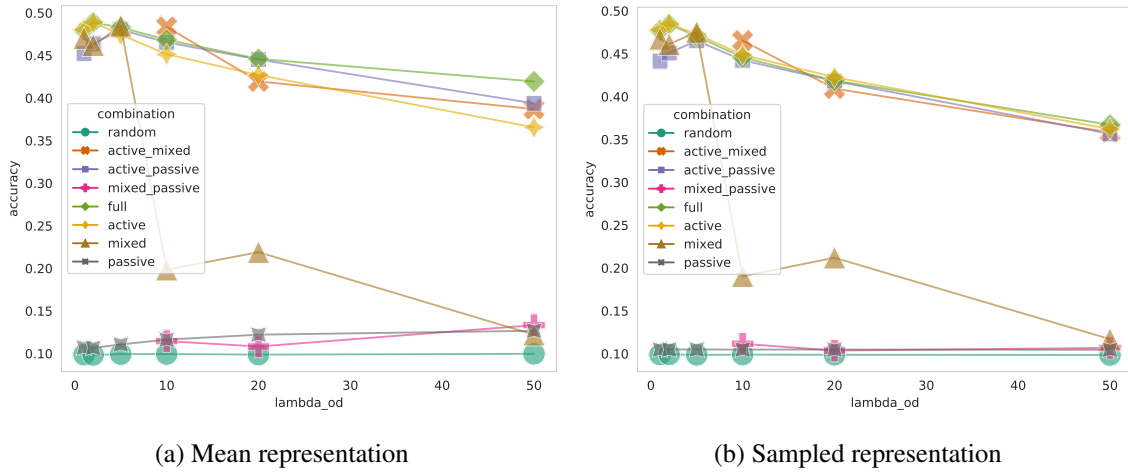 0.50
0.45
0.40
0.35
0.30
0.25
0.20
0.15
0.10
accuracy
combination
random
active_mixed
active_passive
mixed_passive
full
active
mixed
passive
0 10 20 30 40 50
lambda_od
(a) Mean representation
0.50
0.45
0.40
0.35
0.30
0.25
0.20
0.15
0.10
accuracy
combination
random
active_mixed
active_passive
mixed_passive
full
active
mixed
passive
0 10 20 30 40 50
lambda_od
(b) Sampled representation